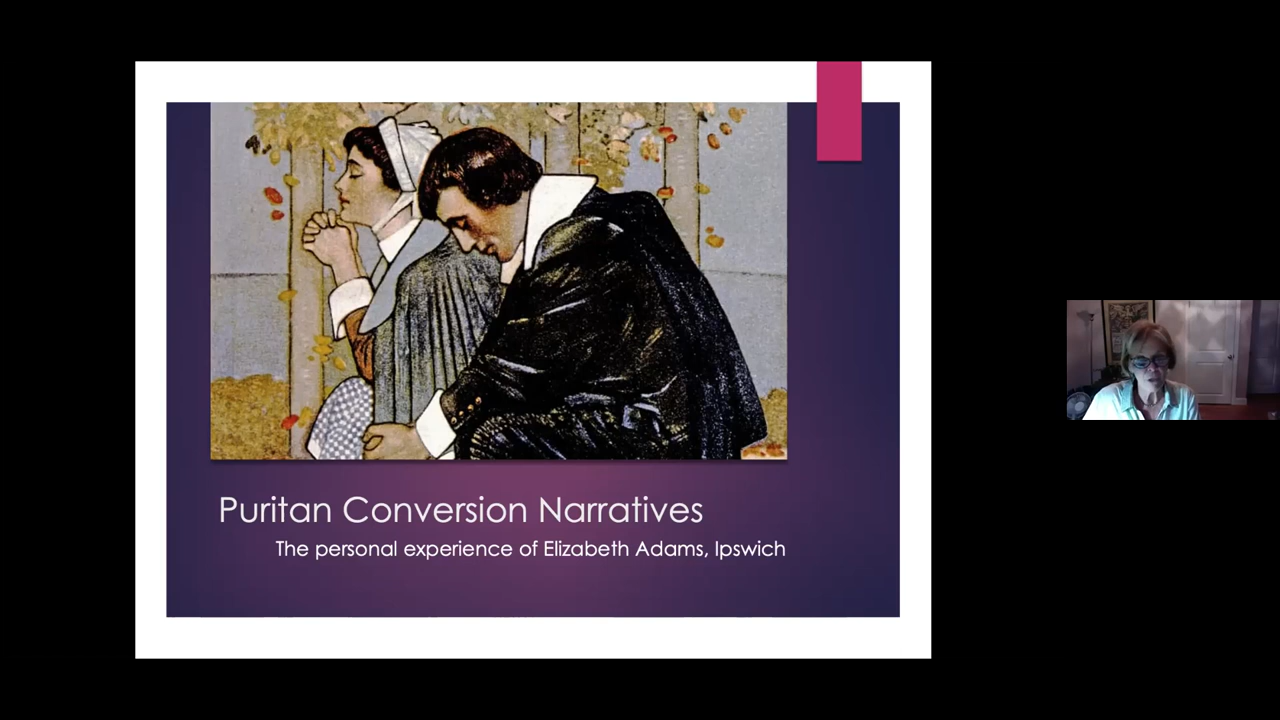 Puritan Conversion Narratives
The personal experience of Elizabeth Adams, Ipswich